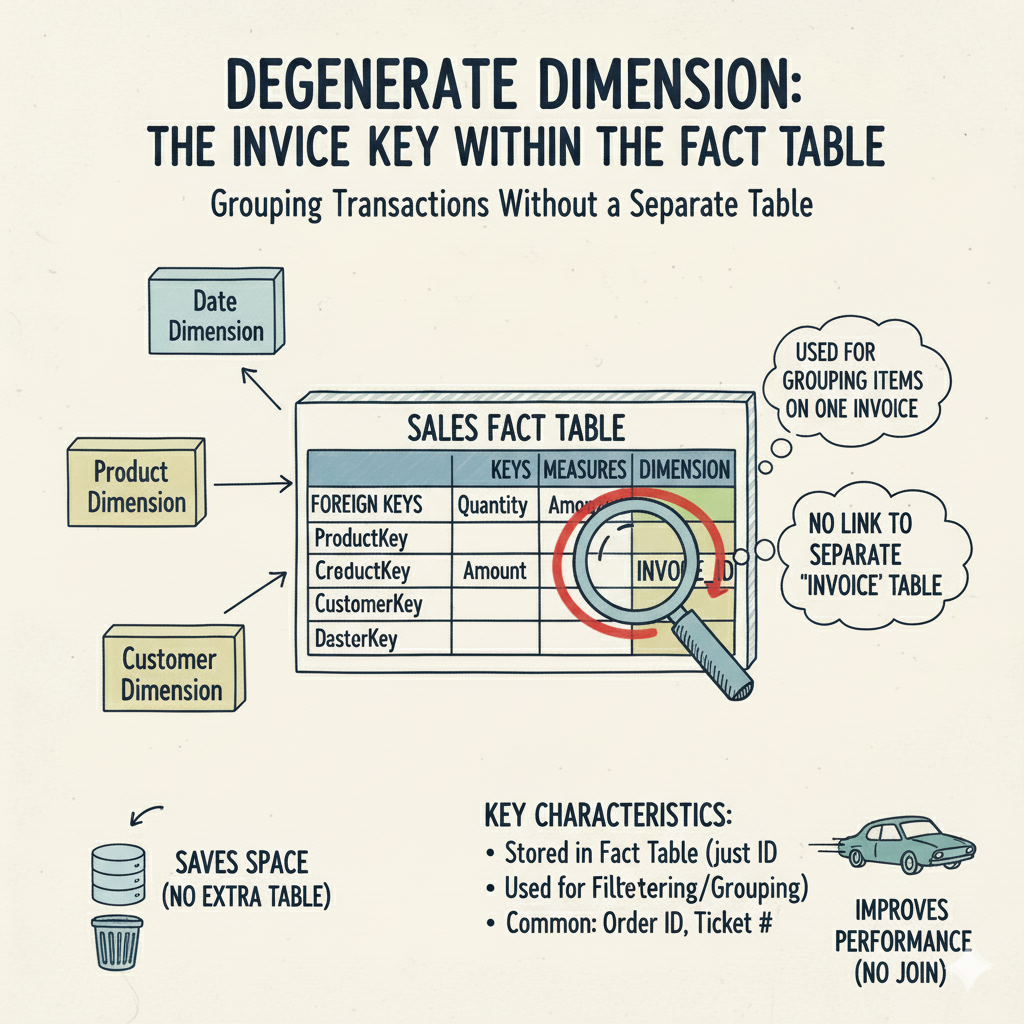 DEGENERATE DIMENSION:
THE INVICE KEY WITHIN THE FACT TABLE
Grouping Transactions Without a Separate Table
Date
Dimension
Product
Dimension
Customer
Dimension
SALES FACT TABLE
KEYS MEASURES DIMENSION
FOREIGN KEYS Quantity
ProductKey
CreductKey Amount INVOICE_ID
CustomerKey
DasterKey
USED FOR
GROUPING ITEMS
ON ONE INVOICE
NO LINK TO
SEPARATE
"INVOICE' TABLE
SAVES SPACE
(NO EXTRA TABLE)
KEY CHARACTERISTICS:
• Stored in Fact Table (just ID
• Used for Filtetering/Grouping)
• Common: Order ID, Ticket #
IMPROVES
PERFORMANCE
(NO JOIN)